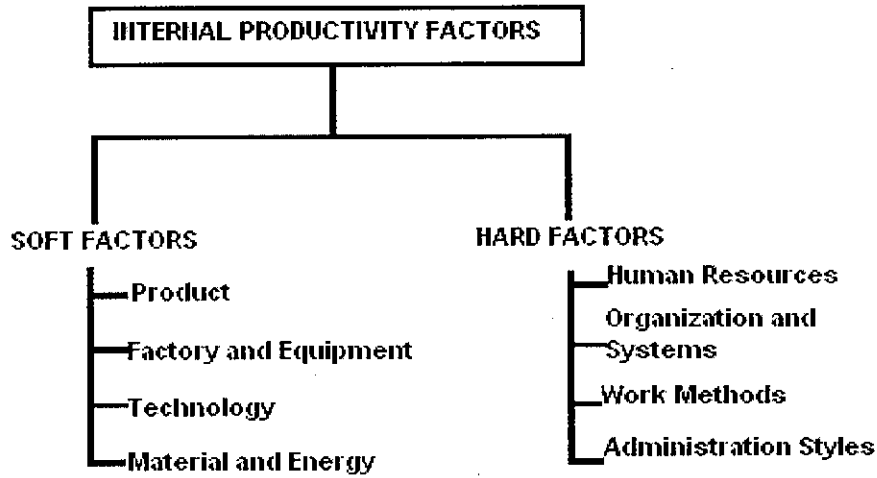 INTERNAL PRODUCTIVITY FACTORS
SOFT FACTORS
Product
Factory and Equipment
Technology
Material and Energy
HARD FACTORS
Human Resources
Organization and
Systems
Work Methods
Administration Styles